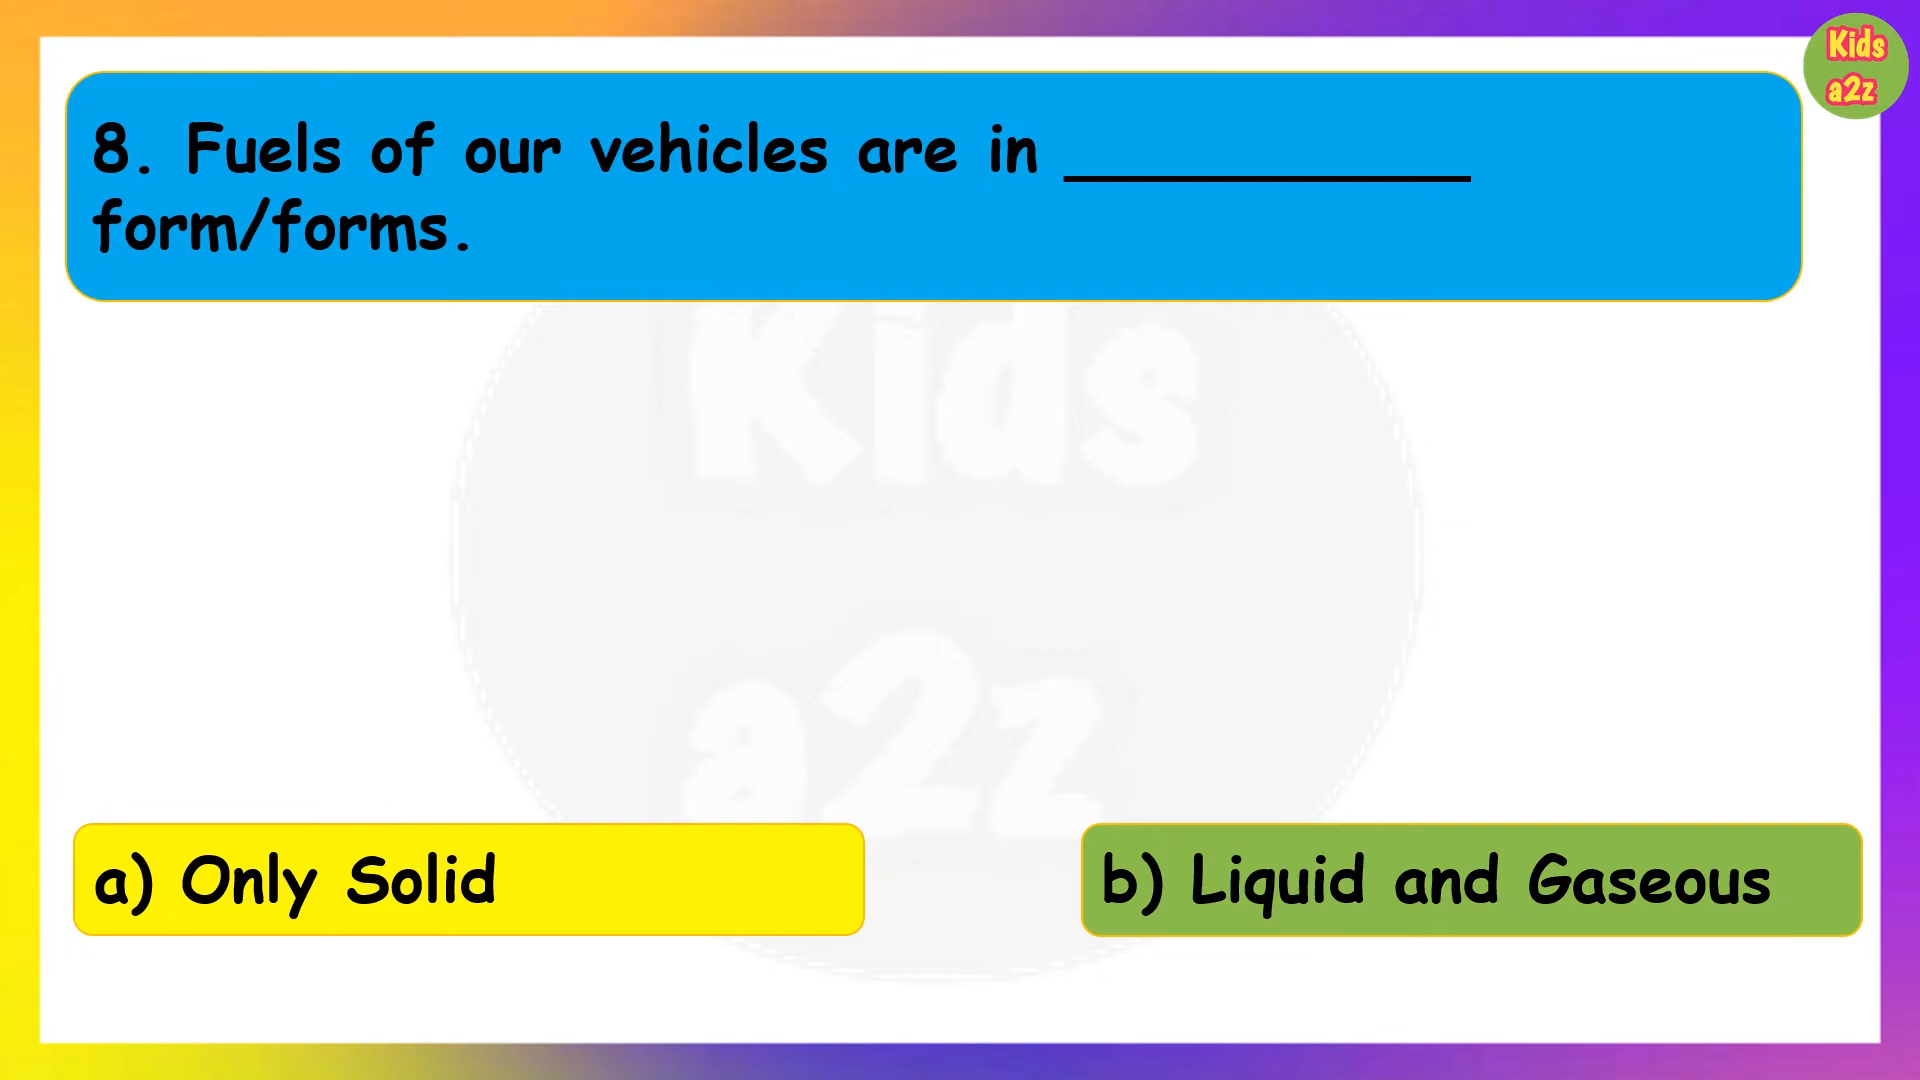 Kids
a2z
8. Fuels of our vehicles are in ____________
form/forms.
Kids
a2z
a) Only Solid
b) Liquid and Gaseous